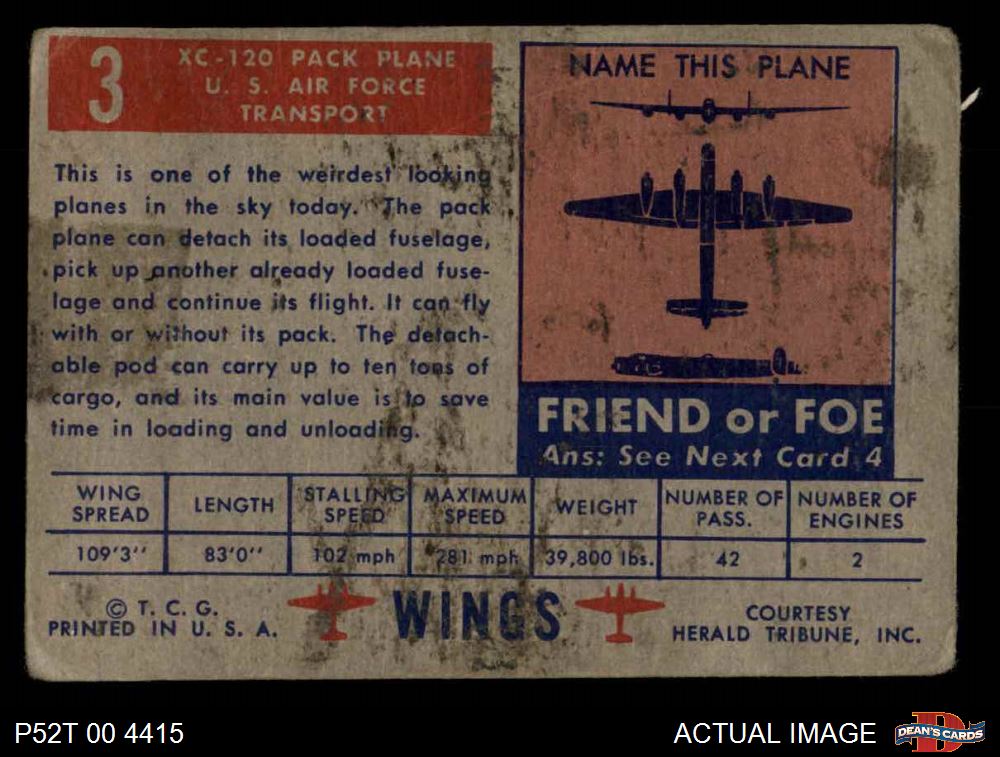 3
XC-120 PACK PLANE
U. S. AIR FORCE
TRANSPORT
This is one of the weirdest looking
planes in the sky today. The pack
plane can detach its loaded fuselage,
pick up another already loaded fuse-
lage and continue its flight. It can fly
with or without its pack. The detach-
able pod can carry up to ten tons of
cargo, and its main value is to save
time in loading and unloading.
NAME THIS PLANE
FRIEND or FOE
Ans: See Next Card 4
WING SPREAD LENGTH STALLING SPEED MAXIMUM SPEED WEIGHT NUMBER OF PASS. NUMBER OF ENGINES
109'3'' 83'0'' 102 mph 281 mph 39,800 lbs. 42 2
© T. C. G.
PRINTED IN U. S. A.
WINGS
COURTESY
HERALD TRIBUNE, INC.
P52T 00 4415
ACTUAL IMAGE
D
DEAN'S CARDS